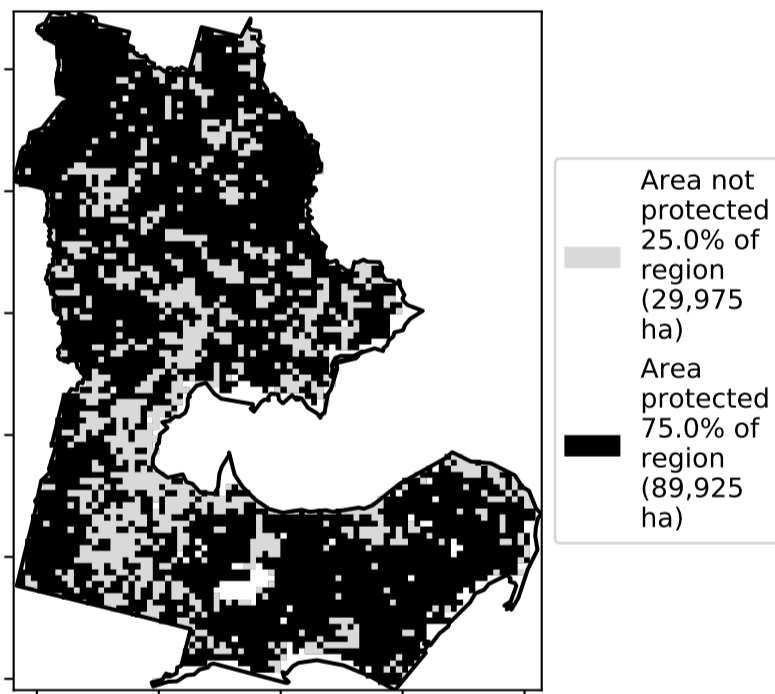 Area not
protected
25.0% of
region
(29,975
ha)
Area
protected
75.0% of
region
(89,925
ha)